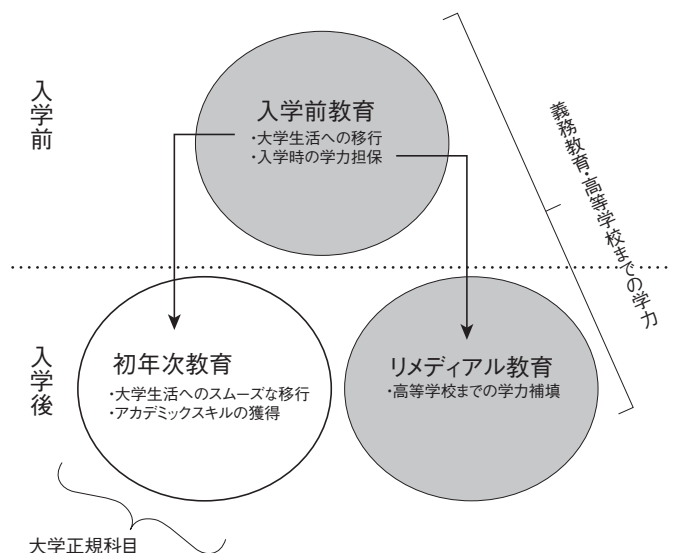 入学前
入学前教育
・大学生活への移行
・入学時の学力担保
義務教育・高等学校までの学力
入学後
初年次教育
・大学生活へのスムーズな移行
・アカデミックスキルの獲得
リメディアル教育
・高等学校までの学力補填
大学正規科目